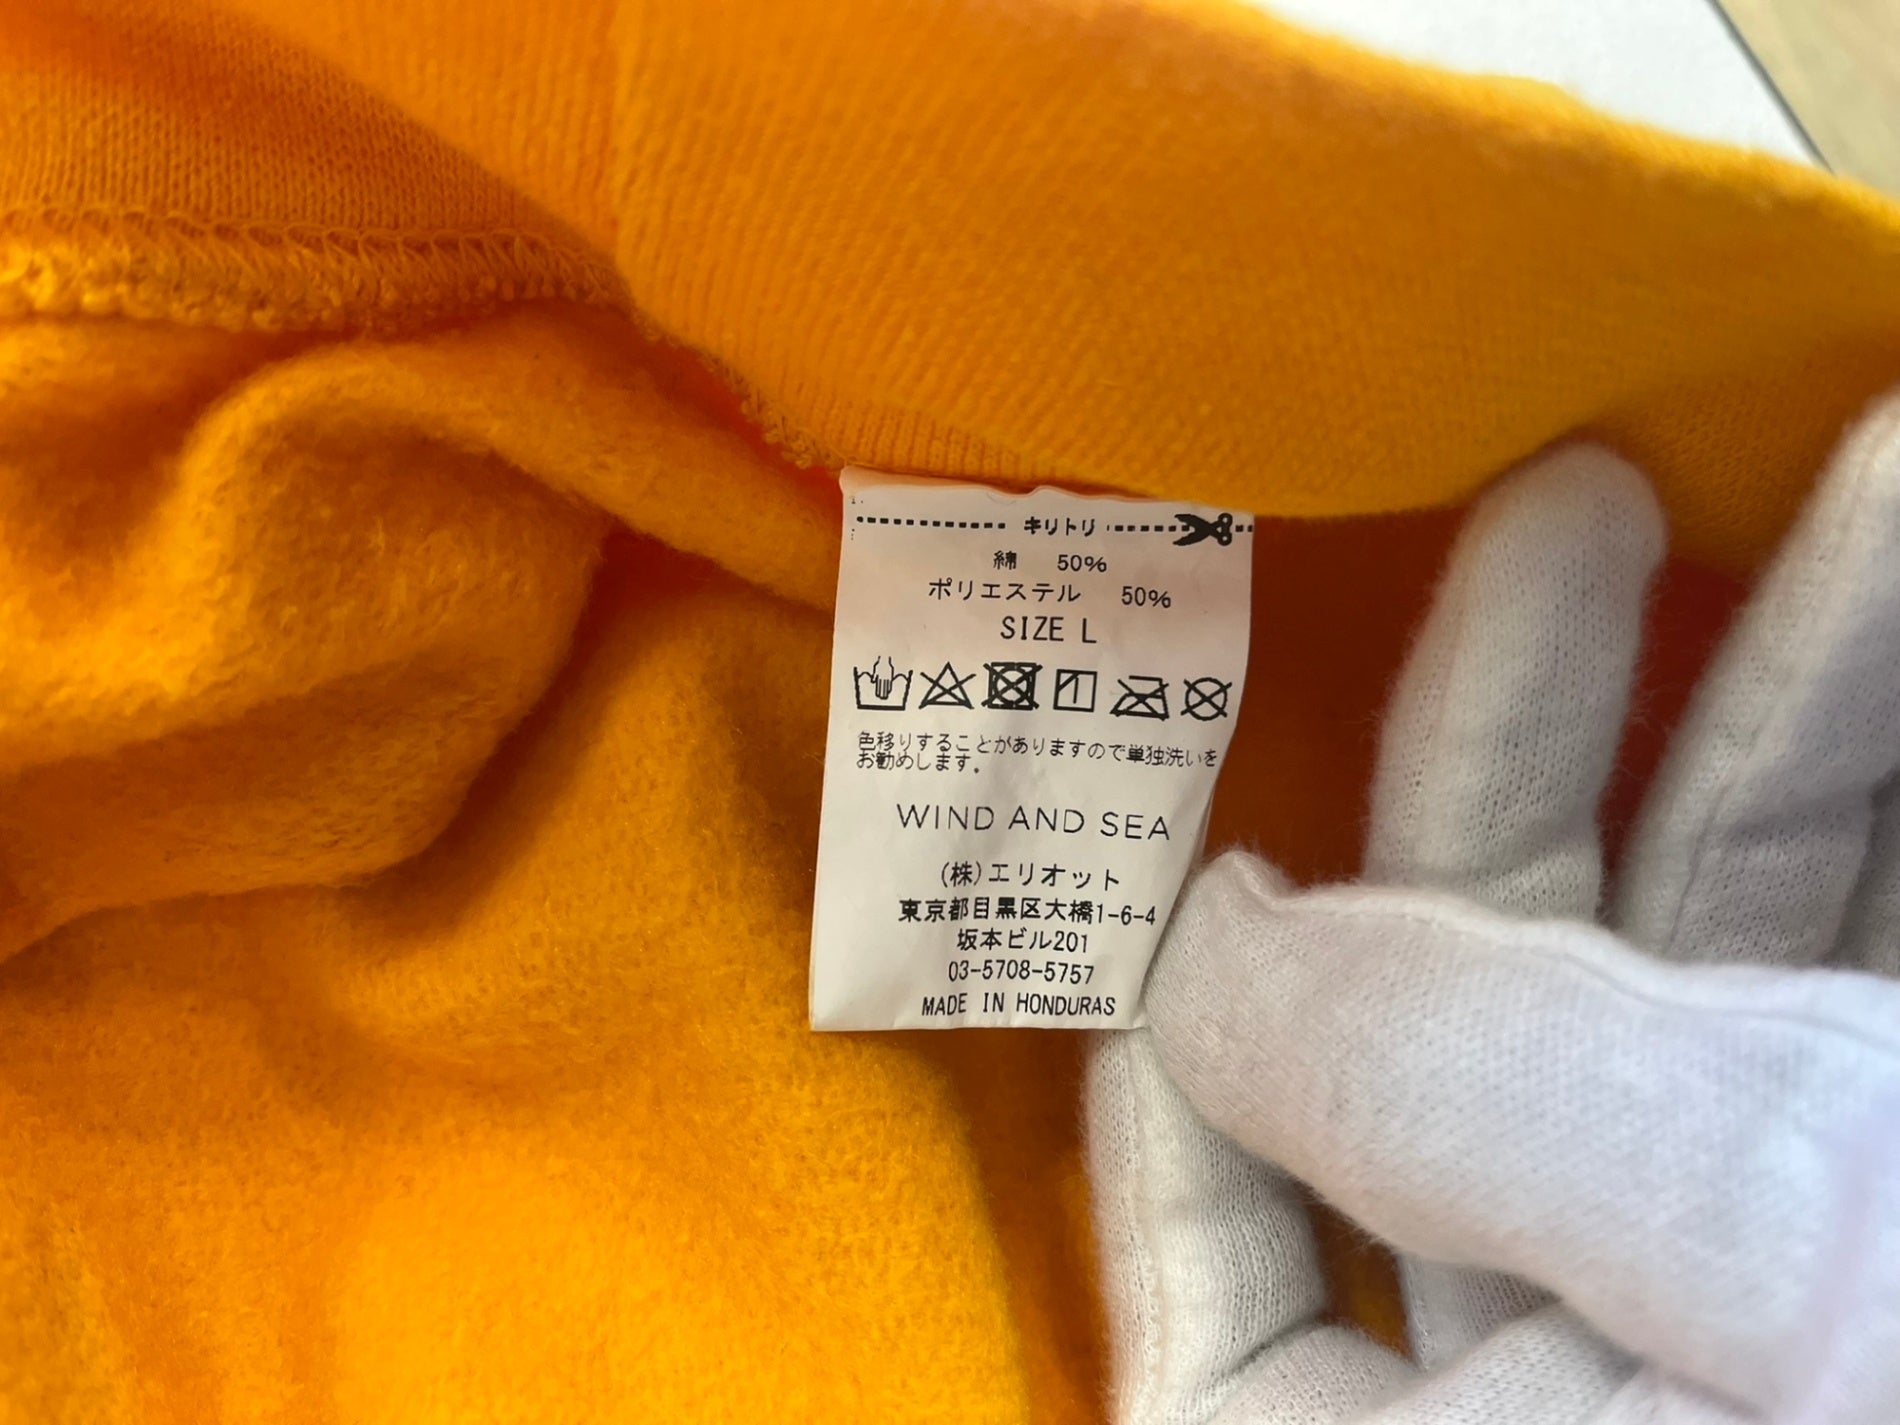 キリトリ
綿 50%
ポリエステル 50%
SIZE L
色移りすることがありますので単独洗いを
お勧めします。
WIND AND SEA
(株)エリオット
東京都目黒区大橋1-6-4
坂本ビル201
03-5708-5757
MADE IN HONDURAS